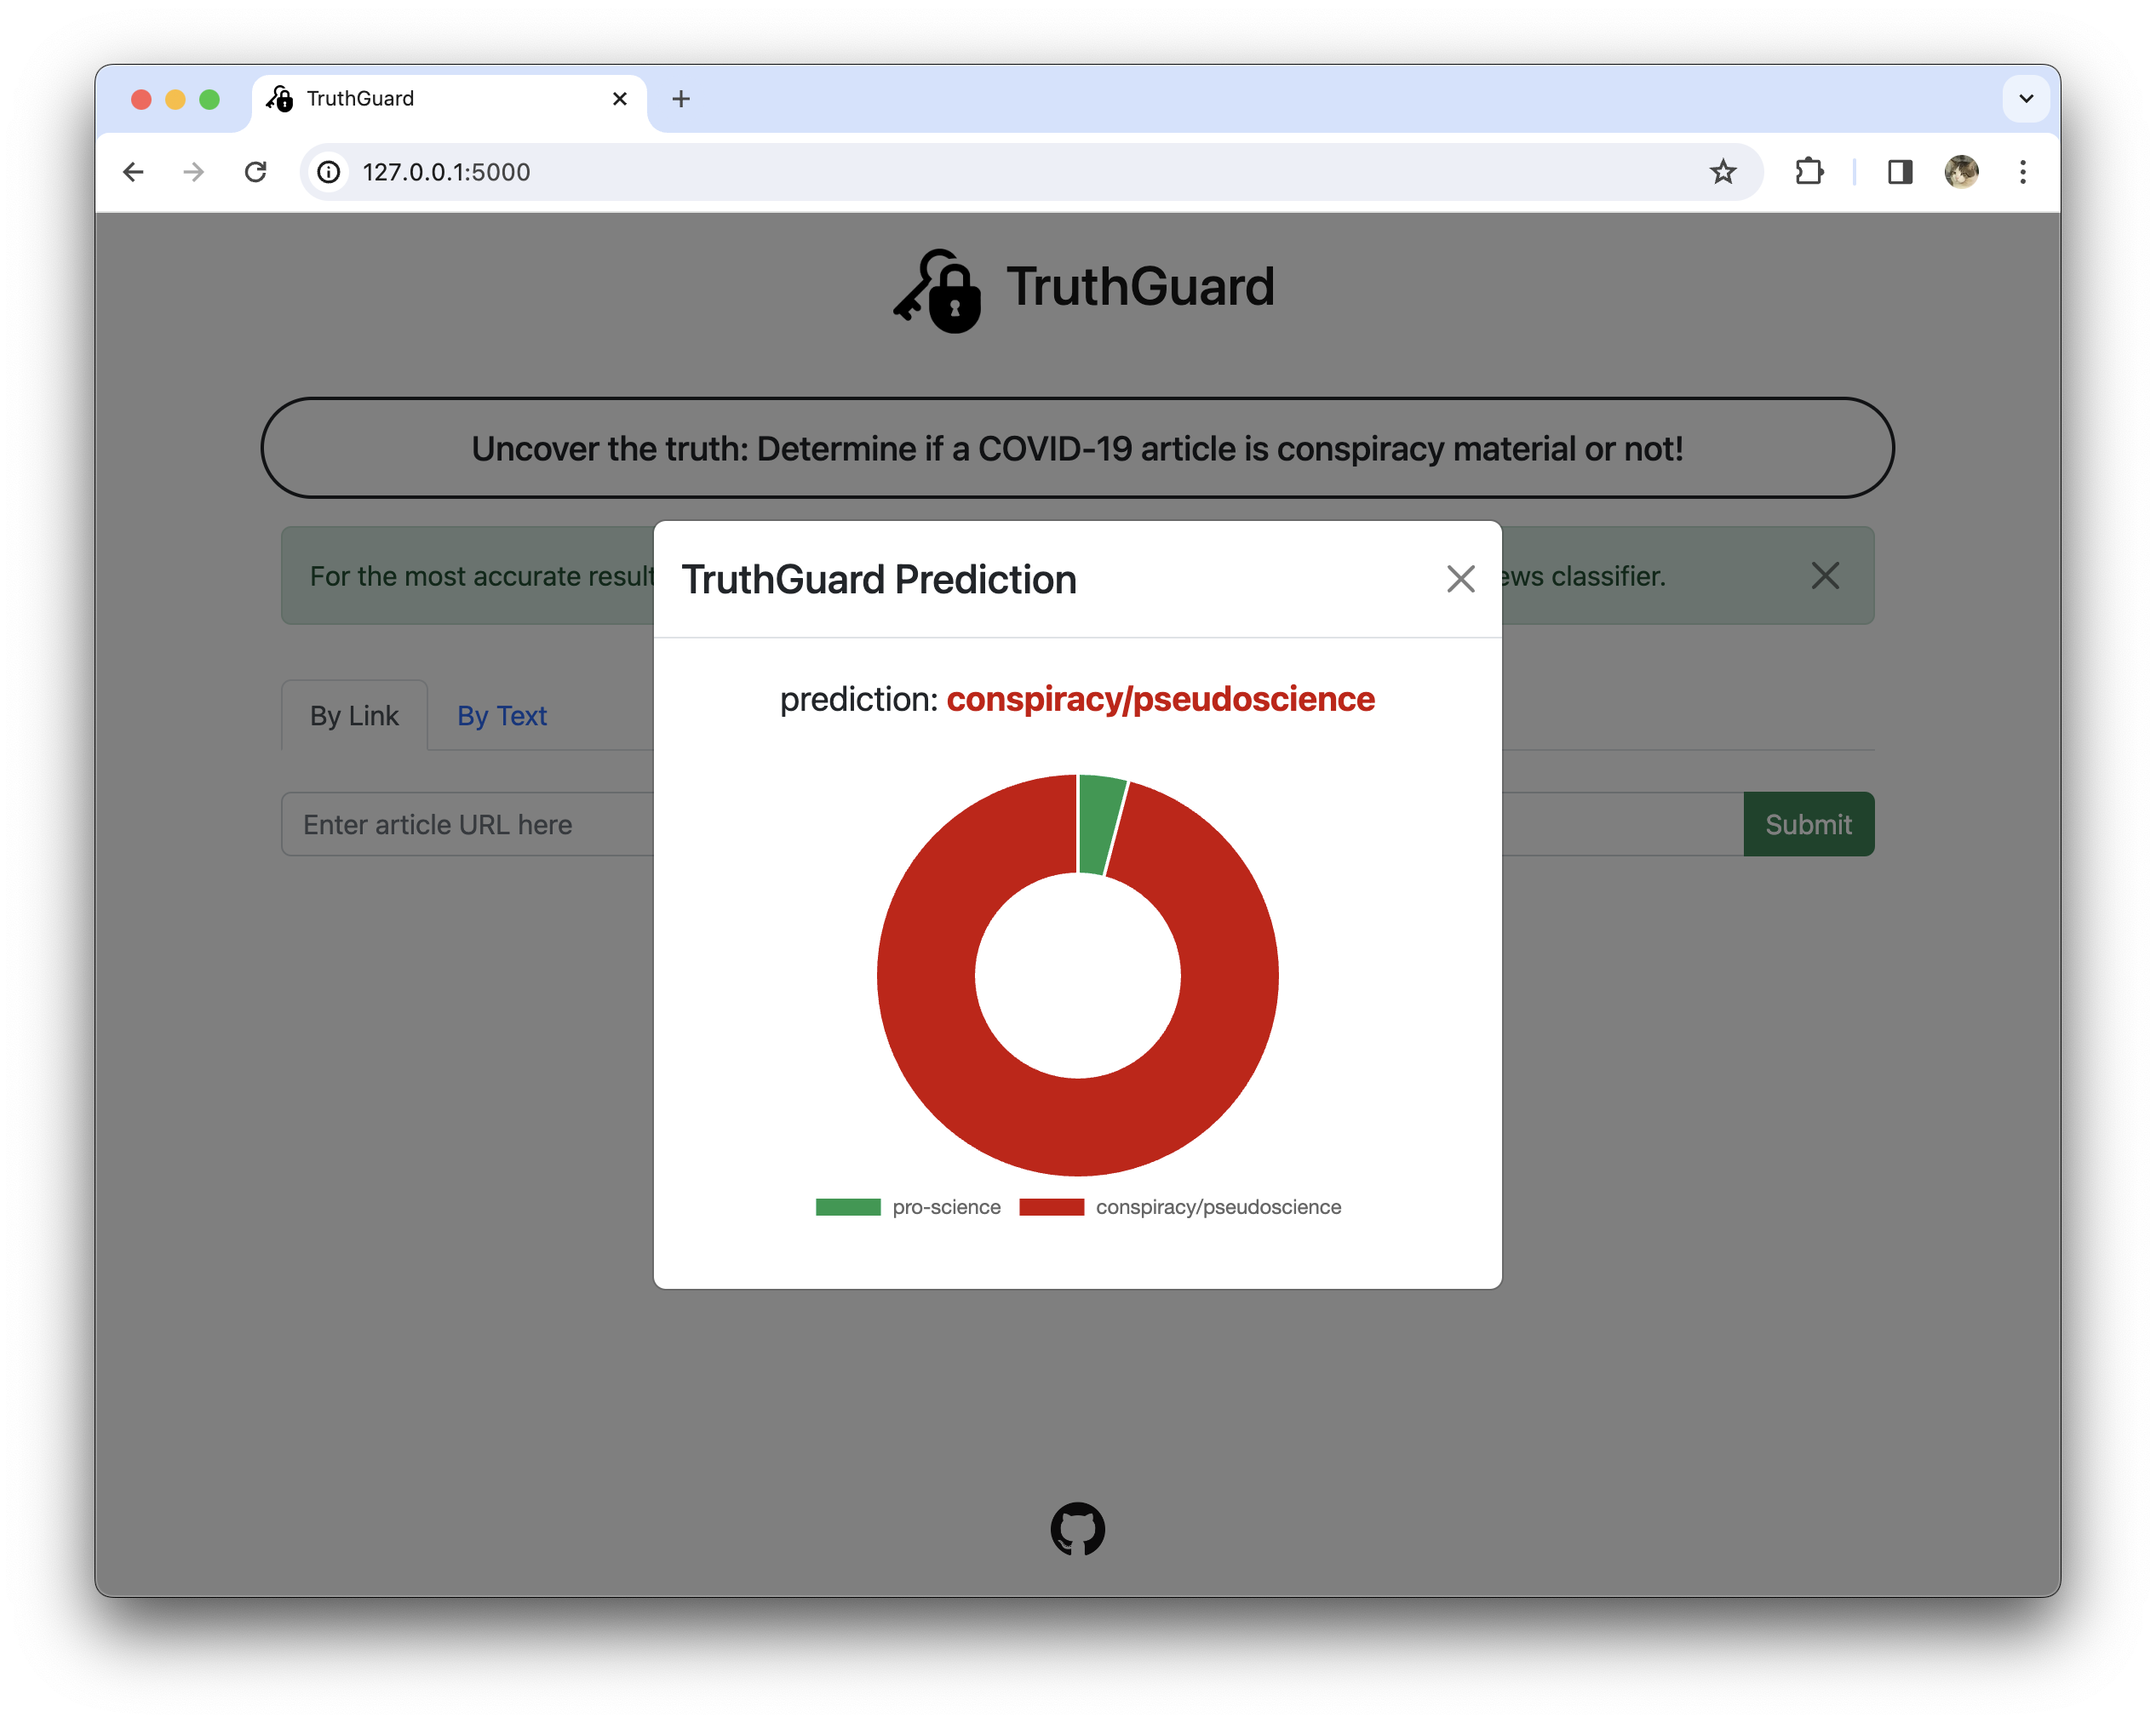 TruthGuard
127.0.0.1:5000
TruthGuard
Uncover the truth: Determine if a COVID-19 article is conspiracy material or not!
For the most accurate result
classifier.
TruthGuard Prediction
prediction: conspiracy/pseudoscience
By Link By Text
Enter article URL here
Submit
pro-science conspiracy/pseudoscience